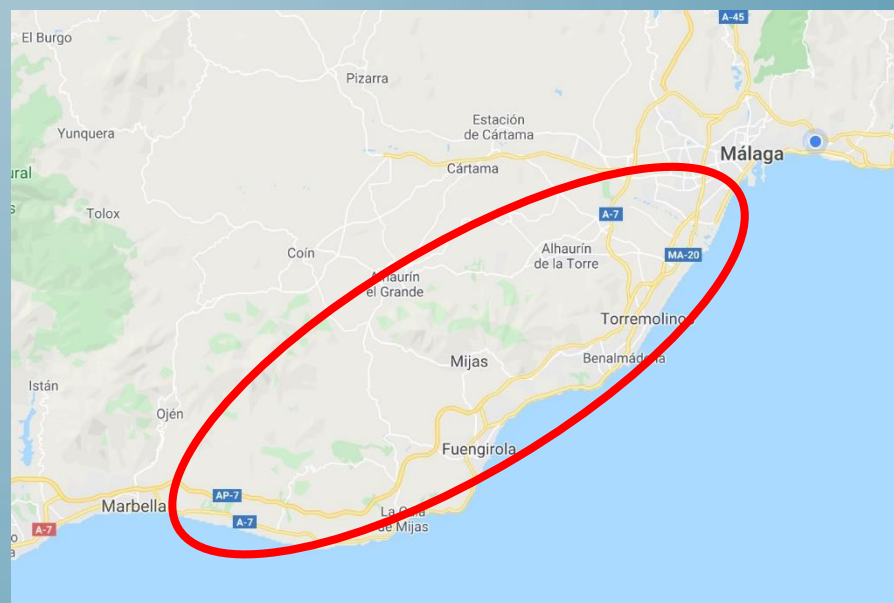 A-45
El Burgo
Pizarra
Estación
de Cártama
Yunquera
Málaga
Cártama
ural
s
Tolox
A-7
Coín
Alhaurín
de la Torre
MA-20
Alhaurín
el Grande
Torremolinos
Mijas
Benalmádena
Istán
Ojén
Fuengirola
AP-7
Marbella
La Cala
de Mijas
A-7
A-7
o
a